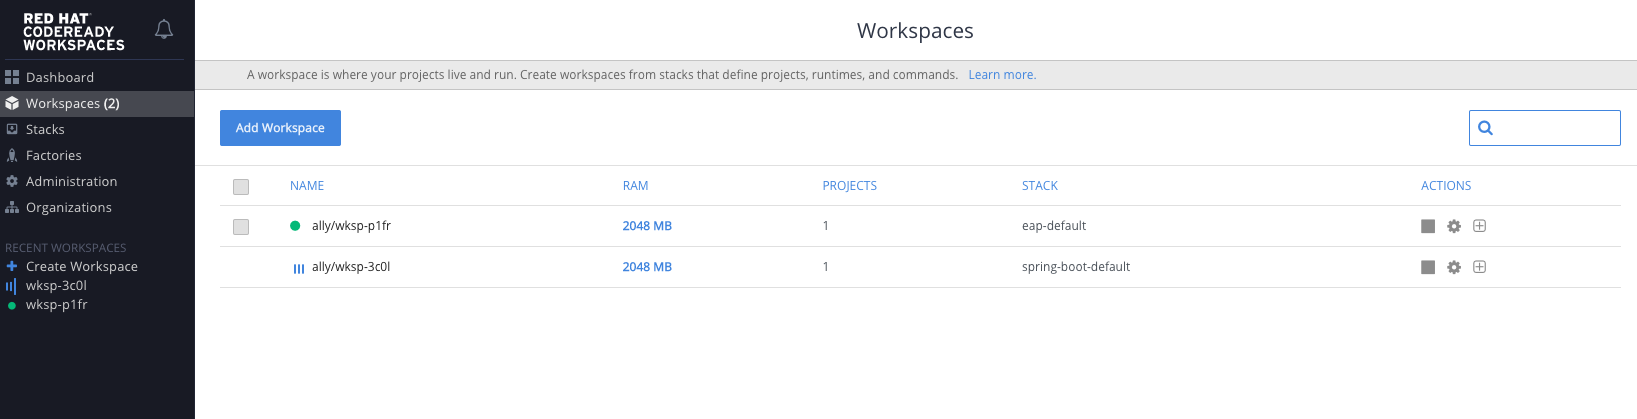 RED HAT
CODEREADY
WORKSPACES
Dashboard
Workspaces (2)
Stacks
Factories
Administration
Organizations
RECENT WORKSPACES
Create Workspace
wksp-3c0l
wksp-p1fr
Workspaces
A workspace is where your projects live and run. Create workspaces from stacks that define projects, runtimes, and commands. Learn more.
Add Workspace
NAME RAM PROJECTS STACK ACTIONS
ally/wksp-p1fr 2048 MB 1 eap-default
ally/wksp-3c0l 2048 MB 1 spring-boot-default